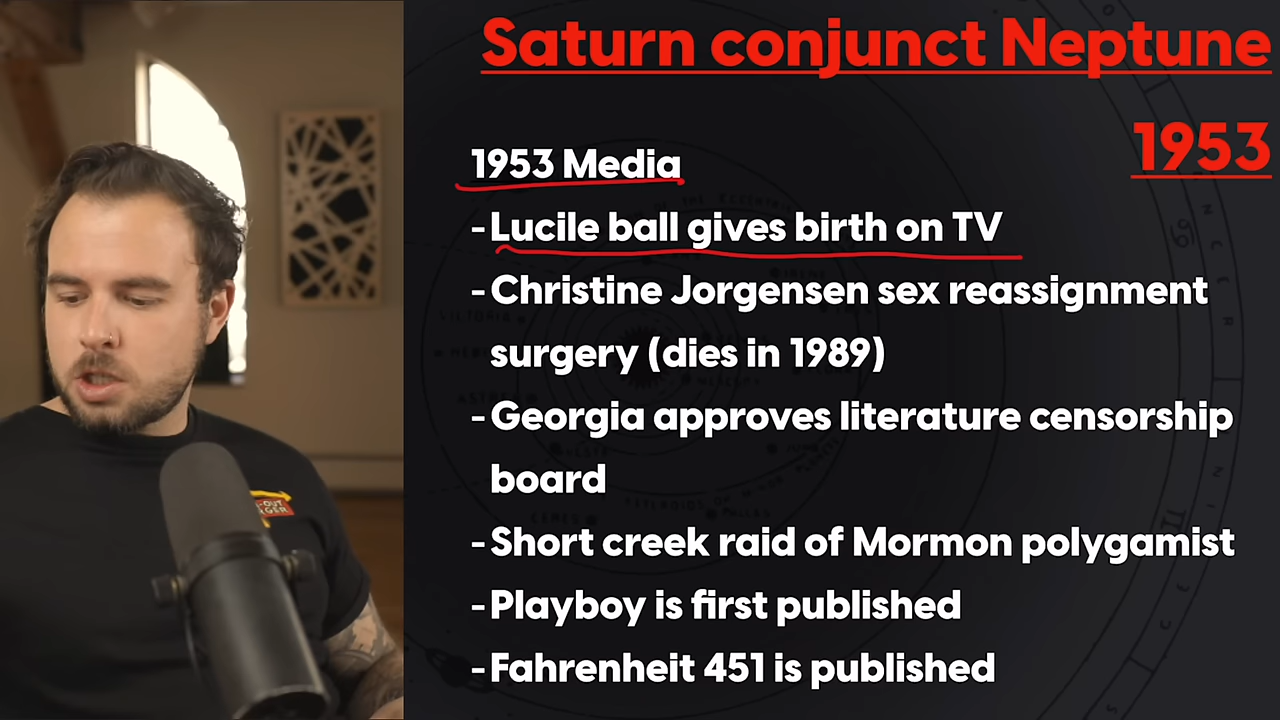 Saturn conjunct Neptune
1953
1953 Media
-Lucile ball gives birth on TV
-Christine Jorgensen sex reassignment
surgery (dies in 1989)
-Georgia approves literature censorship
board
-Short creek raid of Mormon polygamist
-Playboy is first published
-Fahrenheit 451 is published